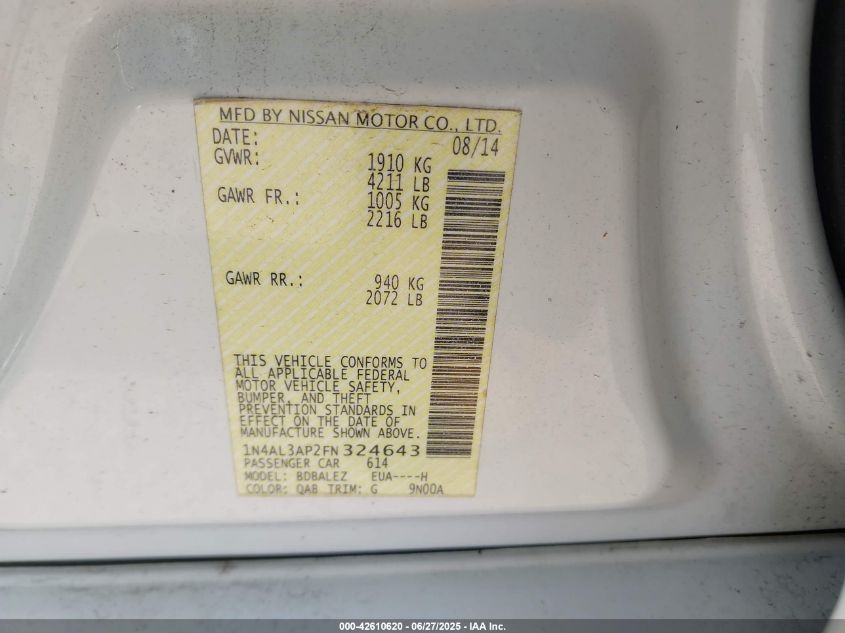 MFD BY NISSAN MOTOR CO., LTD.
DATE: 08/14
GVWR: 1910 KG
4211 LB
GAWR FR.: 1005 KG
2216 LB
GAWR RR.: 940 KG
2072 LB
THIS VEHICLE CONFORMS TO
ALL APPLICABLE FEDERAL
MOTOR VEHICLE SAFETY,
BUMPER, AND THEFT
PREVENTION STANDARDS IN
EFFECT ON THE DATE OF
MANUFACTURE SHOWN ABOVE.
1N4AL3AP2FN324643
PASSENGER CAR 614
MODEL: BDBALEZ EUA----H
COLOR: QAB TRIM: G 9N00A
000-42610620 - 06/27/2025 - IAA Inc.